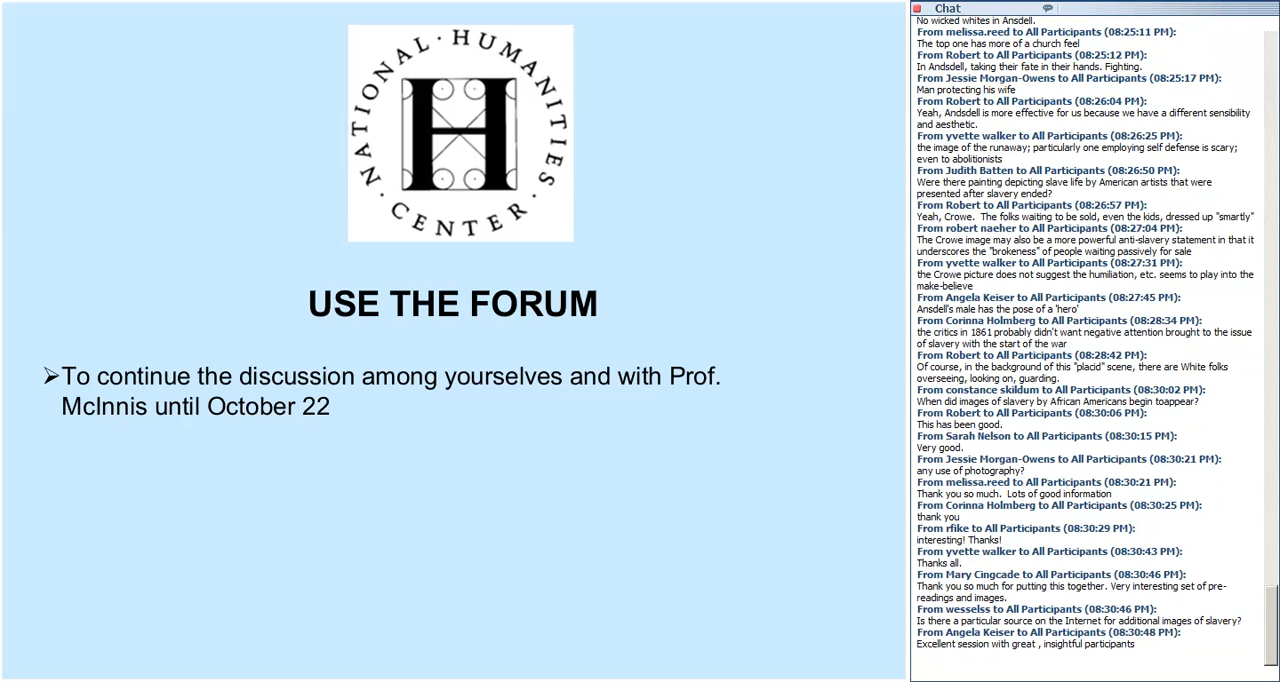 NATIONAL · HUMANITIES · CENTER ·
H
USE THE FORUM
➢To continue the discussion among yourselves and with Prof.
McInnis until October 22
Chat
No wicked whites in Ansdell.
From melissa.reed to All Participants (08:25:11 PM):
The top one has more of a church feel
From Robert to All Participants (08:25:12 PM):
In Andsdell, taking their fate in their hands. Fighting.
From Jessie Morgan-Owens to All Participants (08:25:17 PM):
Man protecting his wife
From Robert to All Participants (08:26:04 PM):
Yeah, Andsdell is more effective for us because we have a different sensibility
and aesthetic.
From yvette walker to All Participants (08:26:25 PM):
the image of the runaway; particularly one employing self defense is scary;
even to abolitionists
From Judith Batten to All Participants (08:26:50 PM):
Were there painting depicting slave life by American artists that were
presented after slavery ended?
From Robert to All Participants (08:26:57 PM):
Yeah, Crowe.  The folks waiting to be sold, even the kids, dressed up "smartly"
From robert naeher to All Participants (08:27:04 PM):
The Crowe image may also be a more powerful anti-slavery statement in that it
underscores the "brokeness" of people waiting passively for sale
From yvette walker to All Participants (08:27:31 PM):
the Crowe picture does not suggest the humiliation, etc. seems to play into the
make-believe
From Angela Keiser to All Participants (08:27:45 PM):
Ansdell's male has the pose of a 'hero'
From Corinna Holmberg to All Participants (08:28:34 PM):
the critics in 1861 probably didn't want negative attention brought to the issue
of slavery with the start of the war
From Robert to All Participants (08:28:42 PM):
Of course, in the background of this "placid" scene, there are White folks
overseeing, looking on, guarding.
From constance skildum to All Participants (08:30:02 PM):
When did images of slavery by African Americans begin toappear?
From Robert to All Participants (08:30:06 PM):
This has been good.
From Sarah Nelson to All Participants (08:30:15 PM):
Very good.
From Jessie Morgan-Owens to All Participants (08:30:21 PM):
any use of photography?
From melissa.reed to All Participants (08:30:21 PM):
Thank you so much.  Lots of good information
From Corinna Holmberg to All Participants (08:30:25 PM):
thank you
From rfike to All Participants (08:30:29 PM):
interesting! Thanks!
From yvette walker to All Participants (08:30:43 PM):
Thanks all.
From Mary Cingcade to All Participants (08:30:46 PM):
Thank you so much for putting this together. Very interesting set of pre-
readings and images.
From wesselss to All Participants (08:30:46 PM):
Is there a particular source on the Internet for additional images of slavery?
From Angela Keiser to All Participants (08:30:48 PM):
Excellent session with great , insightful participants